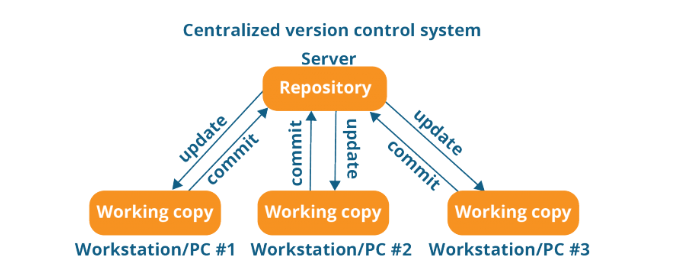 Centralized version control system
Server
Repository
update
commit
commit
update
update
commit
Working copy
Working copy
Working copy
Workstation/PC #1
Workstation/PC #2
Workstation/PC #3